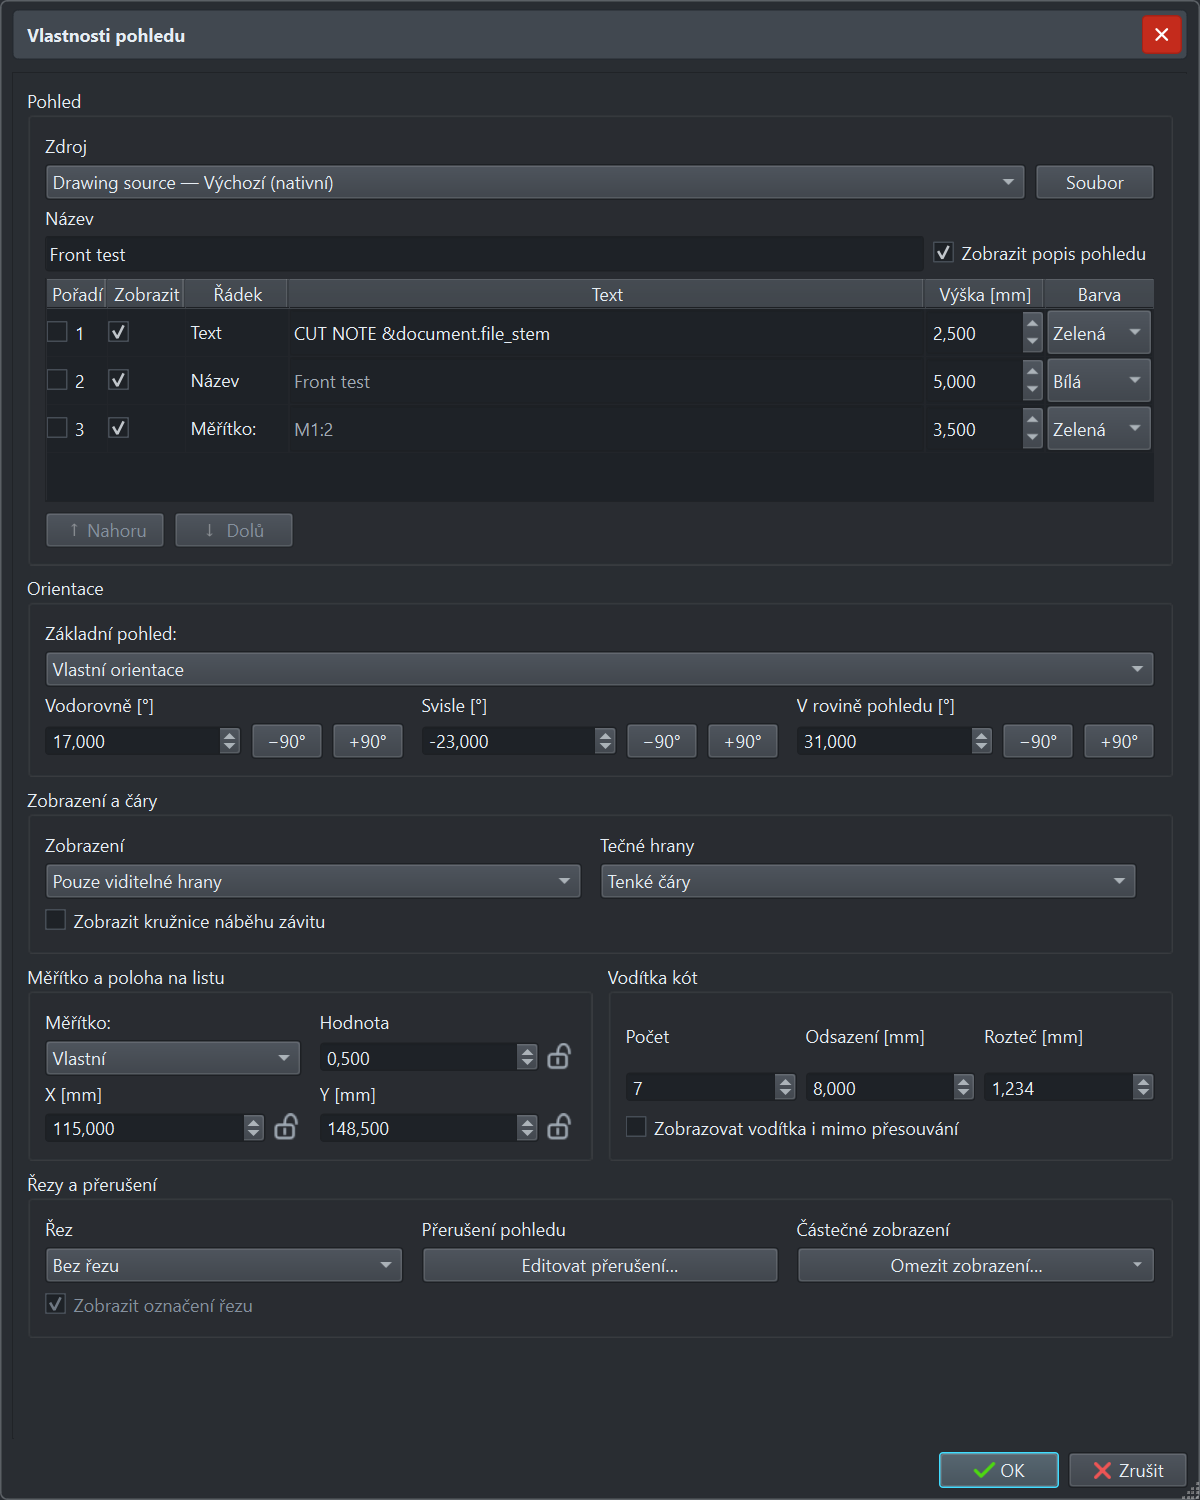 Vlastnosti pohledu
Pohled
Zdroj
Drawing source — Výchozí (nativní)
Soubor
Název
Front test
Zobrazit popis pohledu
Pořadí Zobrazit Řádek Text Výška [mm] Barva
1 Text CUT NOTE &document.file_stem 2,500 Zelená
2 Název Front test 5,000 Bílá
3 Měřítko: M1:2 3,500 Zelená
↑ Nahoru ↓ Dolů
Orientace
Základní pohled:
Vlastní orientace
Vodorovně [°] Svisle [°] V rovině pohledu [°]
17,000 −90° +90° -23,000 −90° +90° 31,000 −90° +90°
Zobrazení a čáry
Zobrazení Tečné hrany
Pouze viditelné hrany Tenké čáry
Zobrazit kružnice náběhu závitu
Měřítko a poloha na listu
Měřítko: Hodnota
Vlastní 0,500
X [mm] Y [mm]
115,000 148,500
Vodítka kót
Počet Odsazení [mm] Rozteč [mm]
7 8,000 1,234
Zobrazovat vodítka i mimo přesouvání
Řezy a přerušení
Řez Přerušení pohledu Částečné zobrazení
Bez řezu Editovat přerušení... Omezit zobrazení...
Zobrazit označení řezu
OK Zrušit